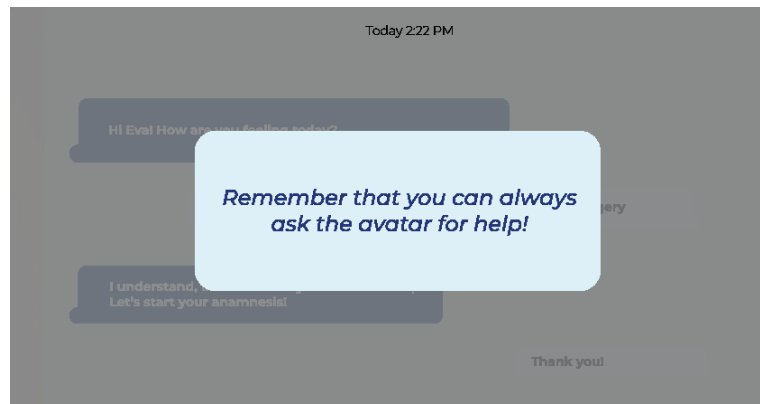 Today 2:22 PM
Hi Eva! How are you feeling today?
Remember that you can always
ask the avatar for help!
I understand,
Let's start your anamnesis!
Thank you!